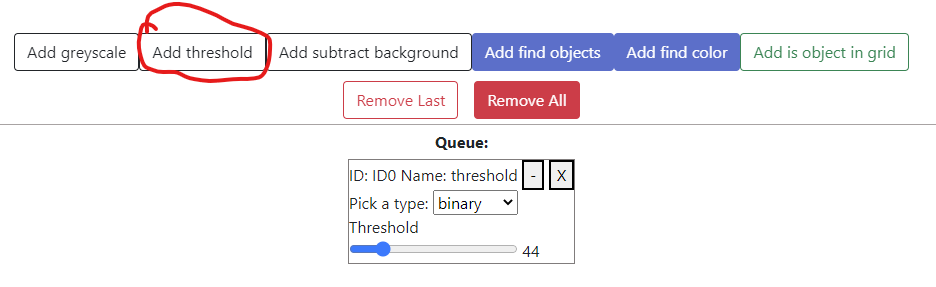 Add greyscale Add threshold Add subtract background Add find objects Add find color Add is object in grid
Remove Last Remove All
Queue:
ID: ID0 Name: threshold - X
Pick a type: binary
Threshold
44